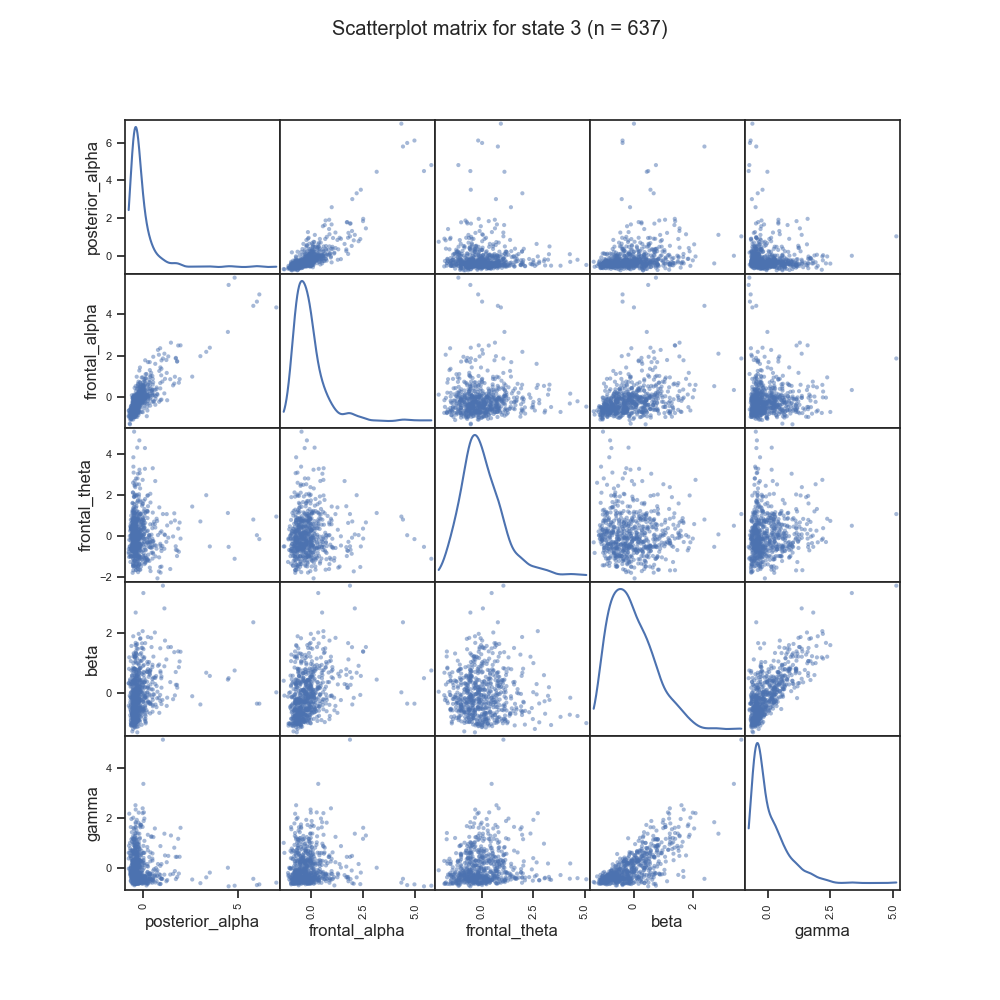 Scatterplot matrix for state 3 (n = 637)
posterior_alpha
6
4
2
0
frontal_alpha
4
2
0
frontal_theta
4
2
0
−2
beta
2
0
gamma
4
2
0
0
5
0.0
2.5
5.0
0.0
2.5
5.0
0
2
0.0
2.5
5.0
posterior_alpha
frontal_alpha
frontal_theta
beta
gamma